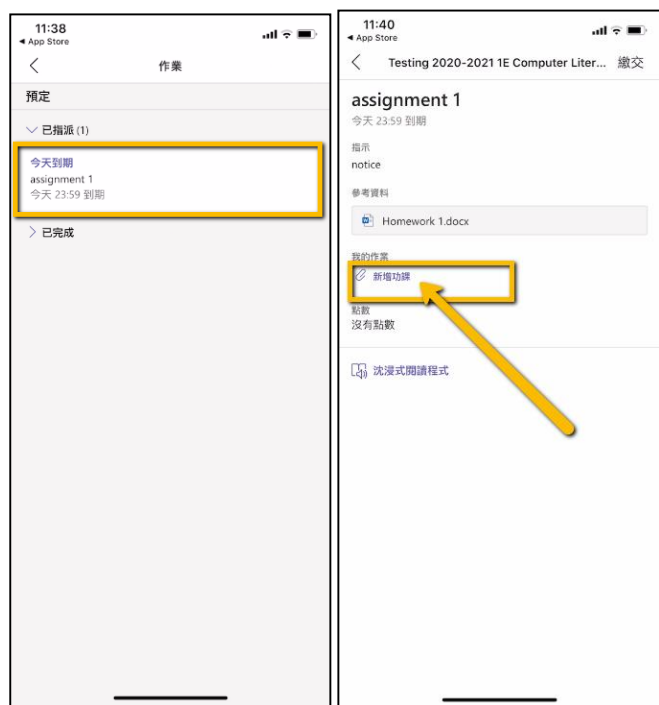 11:38
◀ App Store
作業
預定
已指派 (1)
今天到期
assignment 1
今天 23:59 到期
已完成
11:40
◀ App Store
Testing 2020-2021 1E Computer Liter... 繳交
assignment 1
今天 23:59 到期
指示
notice
參考資料
Homework 1.docx
我的作業
新增功課
點數
沒有點數
沈浸式閱讀程式